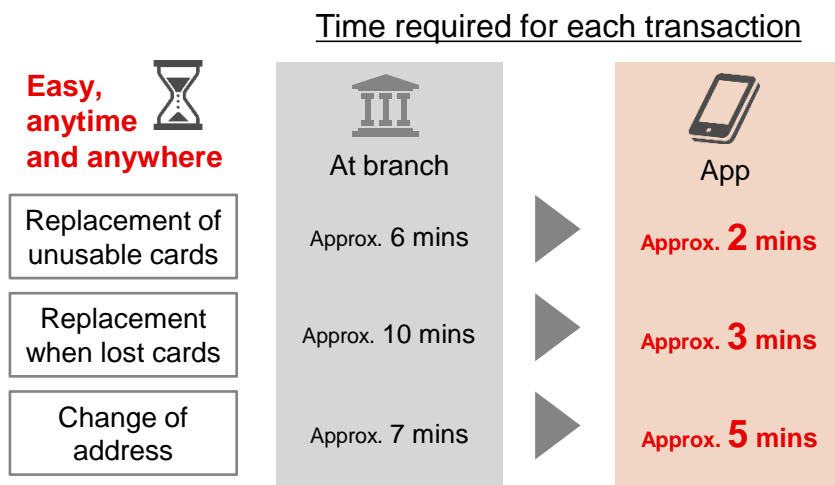 Time required for each transaction
Easy,
anytime
and anywhere
At branch
App
Replacement of
unusable cards
Approx. 6 mins
Approx. 2 mins
Replacement
when lost cards
Approx. 10 mins
Approx. 3 mins
Change of
address
Approx. 7 mins
Approx. 5 mins